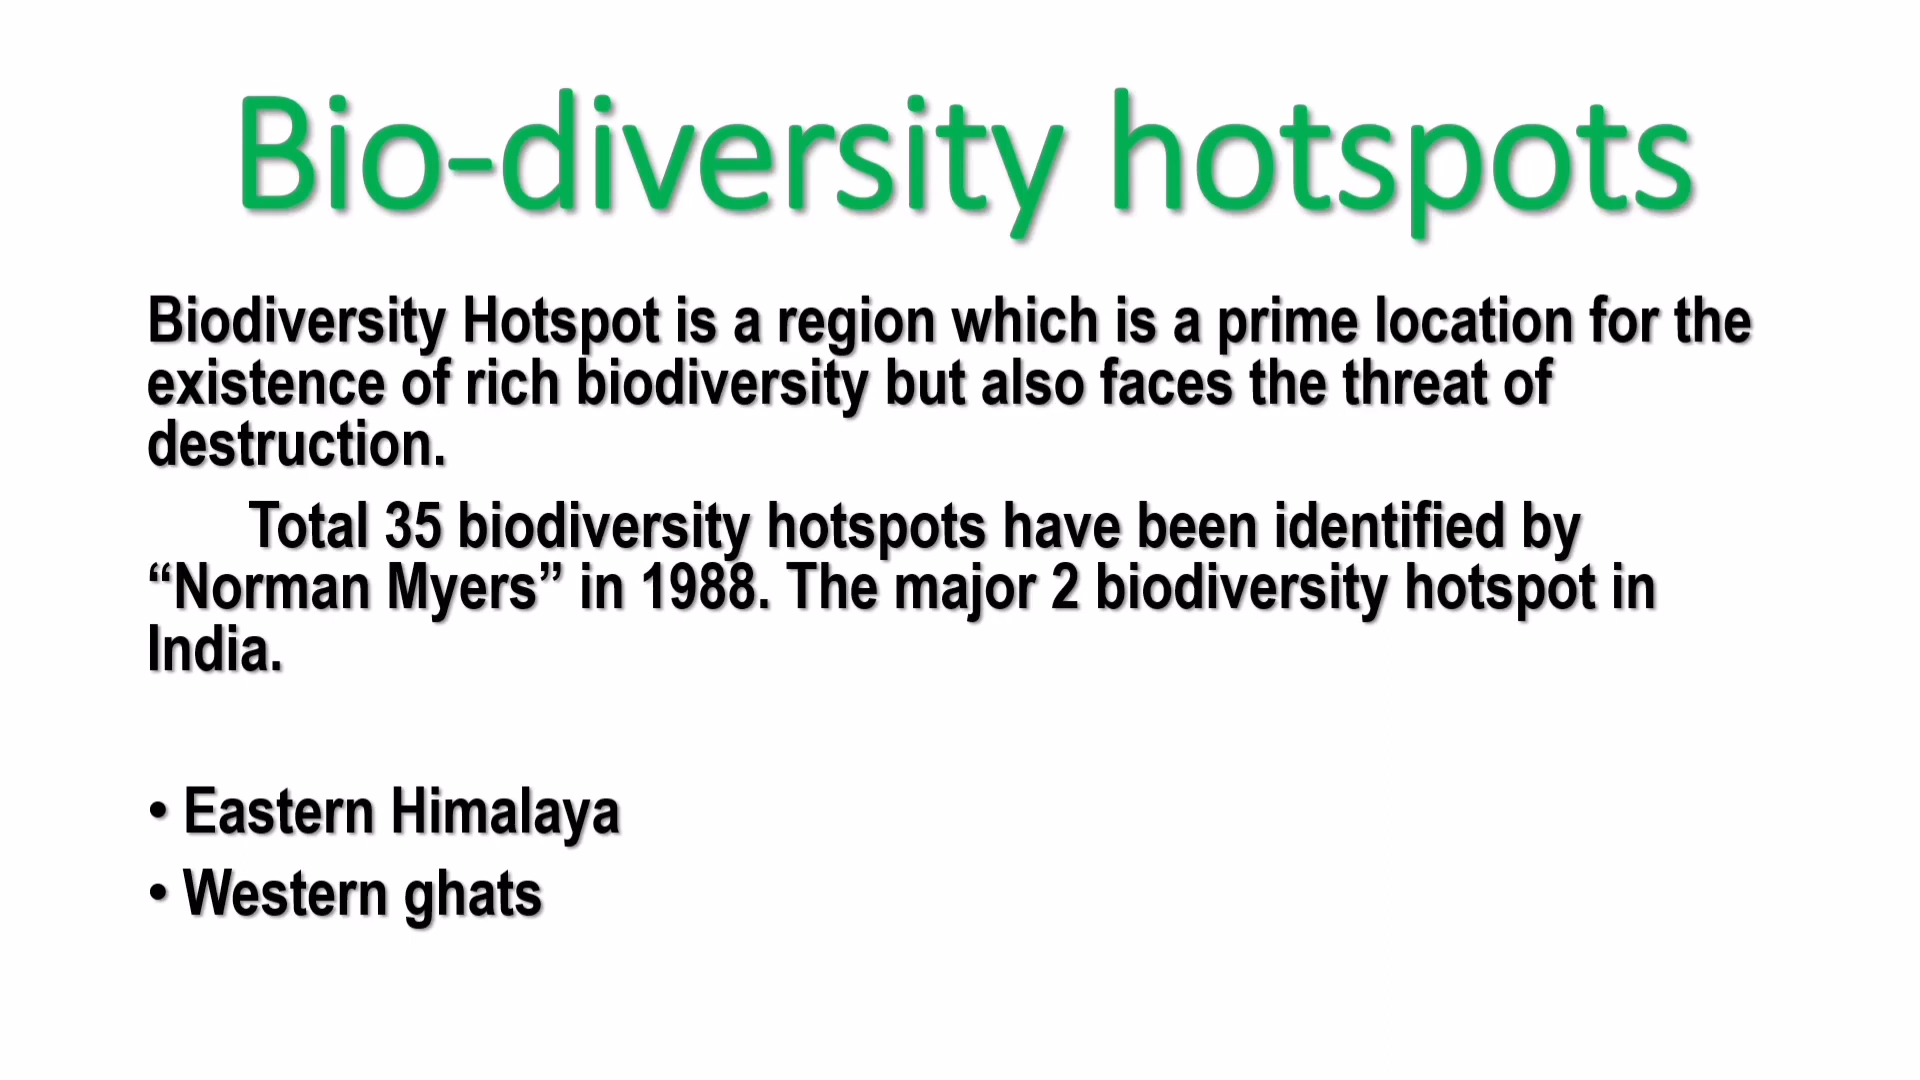 Bio-diversity hotspots
Biodiversity Hotspot is a region which is a prime location for the
existence of rich biodiversity but also faces the threat of
destruction.
Total 35 biodiversity hotspots have been identified by
“Norman Myers” in 1988. The major 2 biodiversity hotspot in
India.
• Eastern Himalaya
• Western ghats